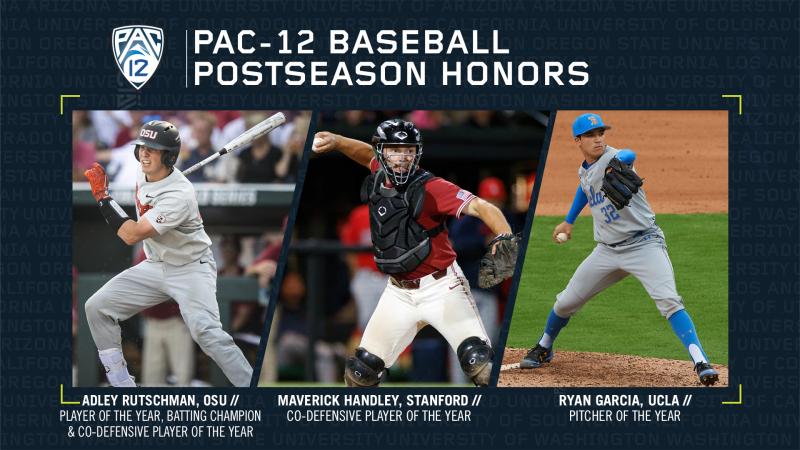 PAC
12
PAC-12 BASEBALL
POSTSEASON HONORS
OSU
32
ADLEY RUTSCHMAN, OSU //
PLAYER OF THE YEAR, BATTING CHAMPION
& CO-DEFENSIVE PLAYER OF THE YEAR
MAVERICK HANDLEY, STANFORD //
CO-DEFENSIVE PLAYER OF THE YEAR
RYAN GARCIA, UCLA //
PITCHER OF THE YEAR